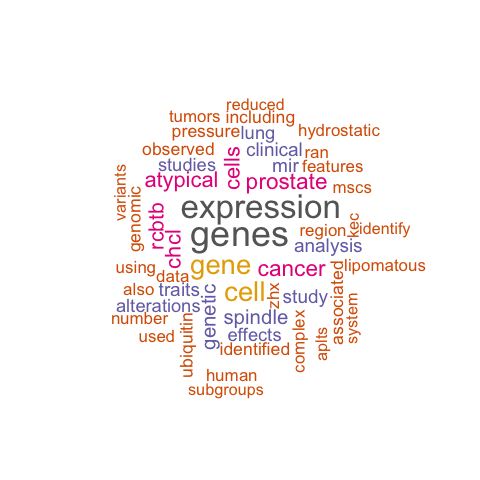 reduced
tumors including
pressure lung hydrostatic
observed clinical ran
studies cells mir features
atypical prostate mscs
variants
genomic
rcbtb
expression
chcl
genes region kec identify
analysis
using gene cancer lipomatous
data
also traits cell zhx study associated system
alterations genetic
number spindle
used ubiquitin effects complex aplts
identified
human
subgroups